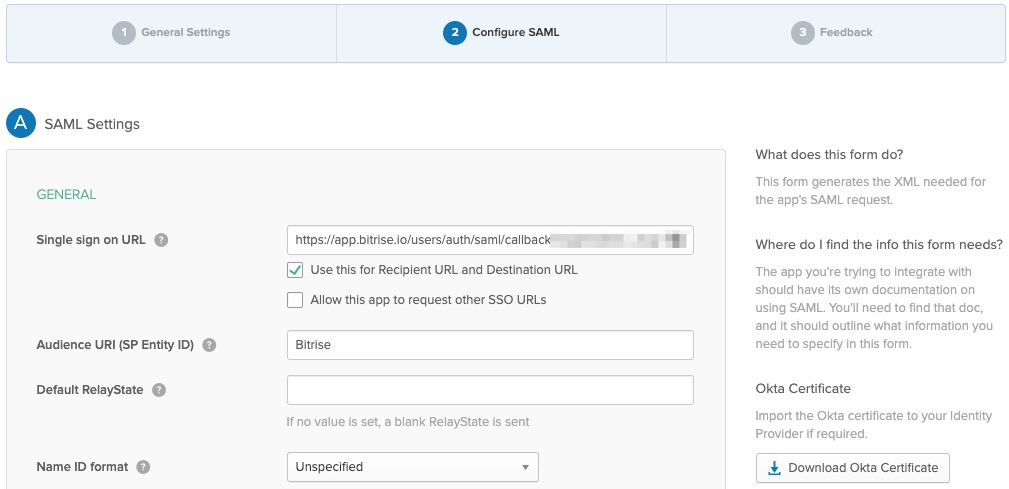 1 General Settings
2 Configure SAML
3 Feedback
A SAML Settings
GENERAL
Single sign on URL ?
https://app.bitrise.io/users/auth/saml/callback
Use this for Recipient URL and Destination URL
Allow this app to request other SSO URLs
Audience URI (SP Entity ID) ?
Bitrise
Default RelayState ?
If no value is set, a blank RelayState is sent
Name ID format ?
Unspecified
What does this form do?
This form generates the XML needed for
the app's SAML request.
Where do I find the info this form needs?
The app you're trying to integrate with
should have its own documentation on
using SAML. You'll need to find that doc,
and it should outline what information you
need to specify in this form.
Okta Certificate
Import the Okta certificate to your Identity
Provider if required.
Download Okta Certificate